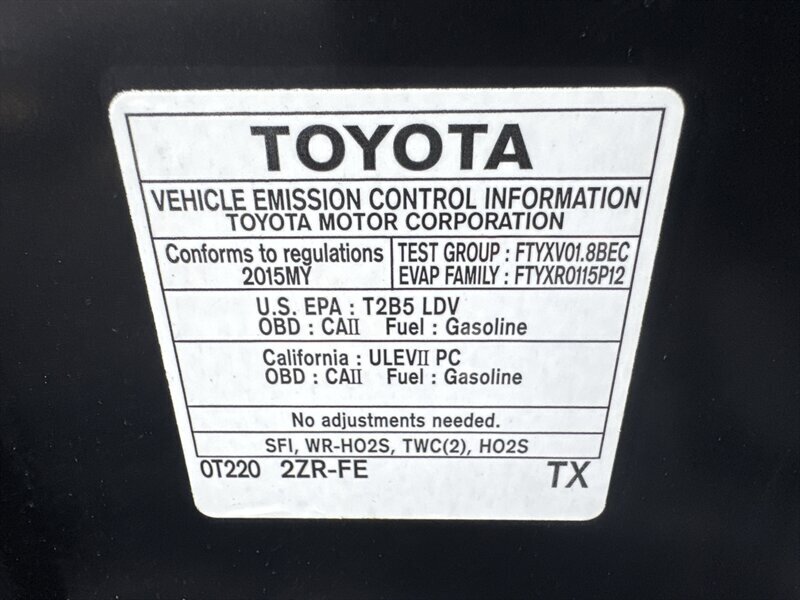 TOYOTA
VEHICLE EMISSION CONTROL INFORMATION
TOYOTA MOTOR CORPORATION
Conforms to regulations
2015MY
TEST GROUP : FTYXV01.8BEC
EVAP FAMILY : FTYXR0115P12
U.S. EPA : T2B5 LDV
OBD : CAII Fuel : Gasoline
California : ULEVII PC
OBD : CAII Fuel : Gasoline
No adjustments needed.
SFI, WR-HO2S, TWC(2), HO2S
0T220 2ZR-FE TX